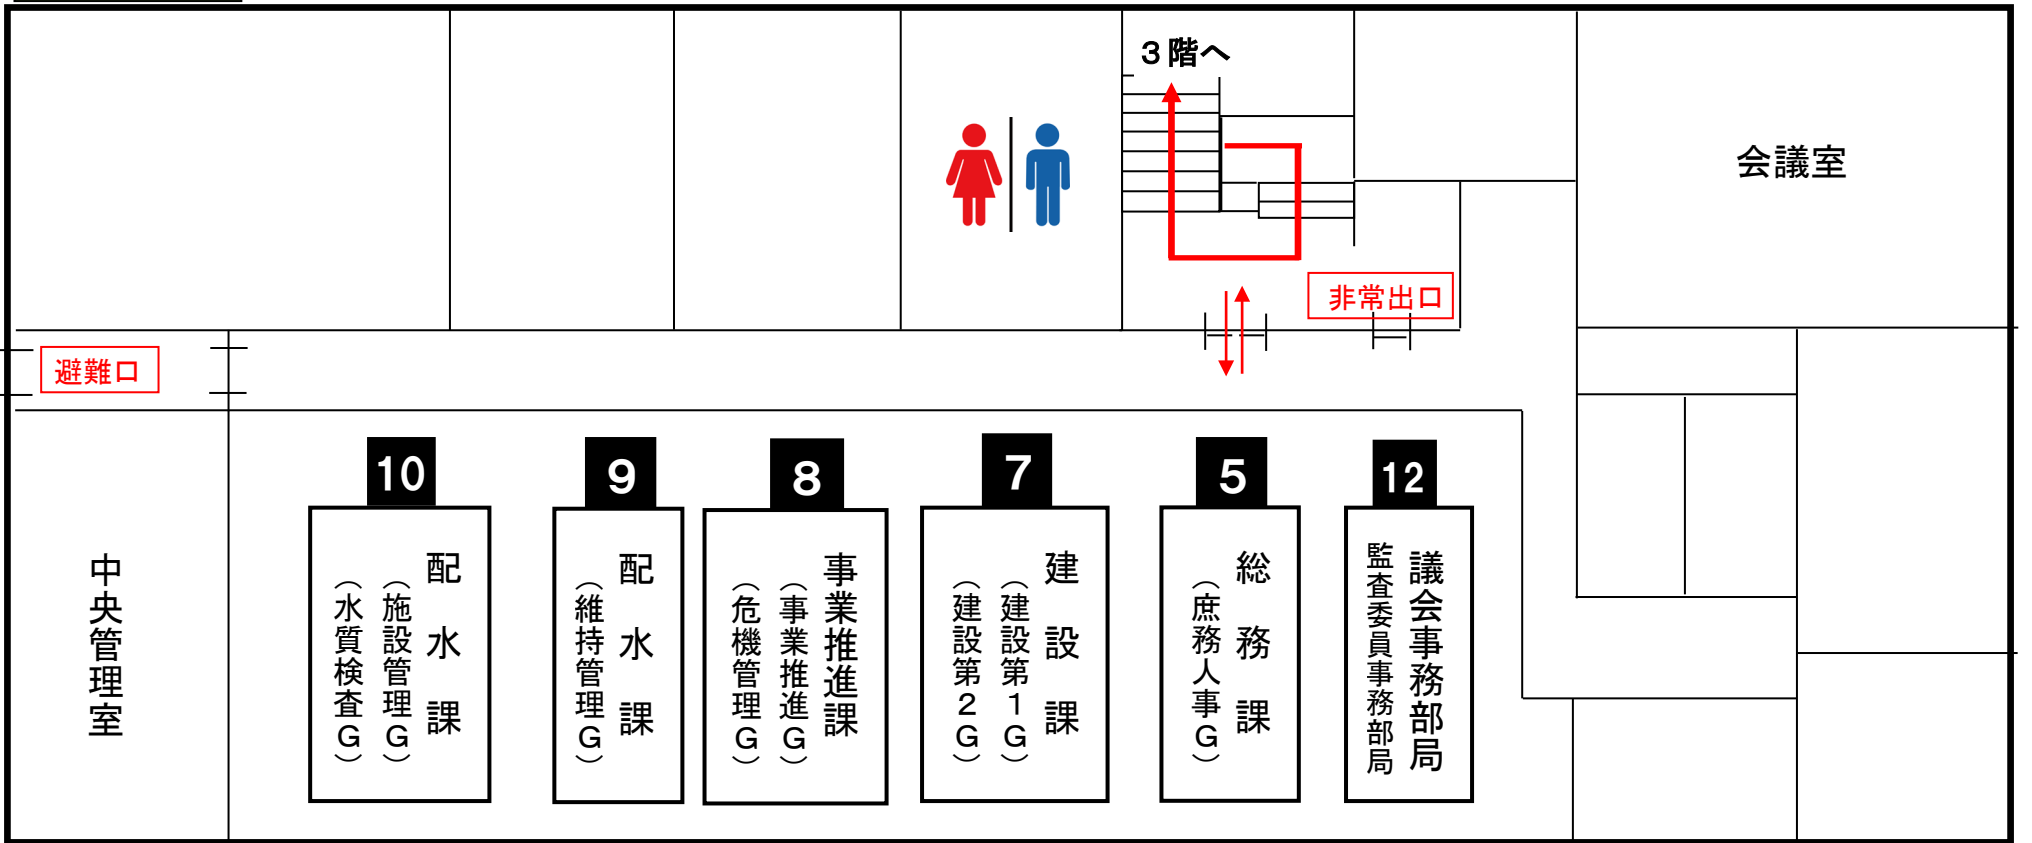 ３階へ
会議室
非常出口
避難口
中央管理室
10
配水課
（施設管理G）
（水質検査G）
9
配水課
（維持管理G）
8
事業推進課
（事業推進G）
（危機管理G）
7
建設課
（建設第１G）
（建設第２G）
5
総務課
（庶務人事G）
12
議会事務部局
監査委員事務部局